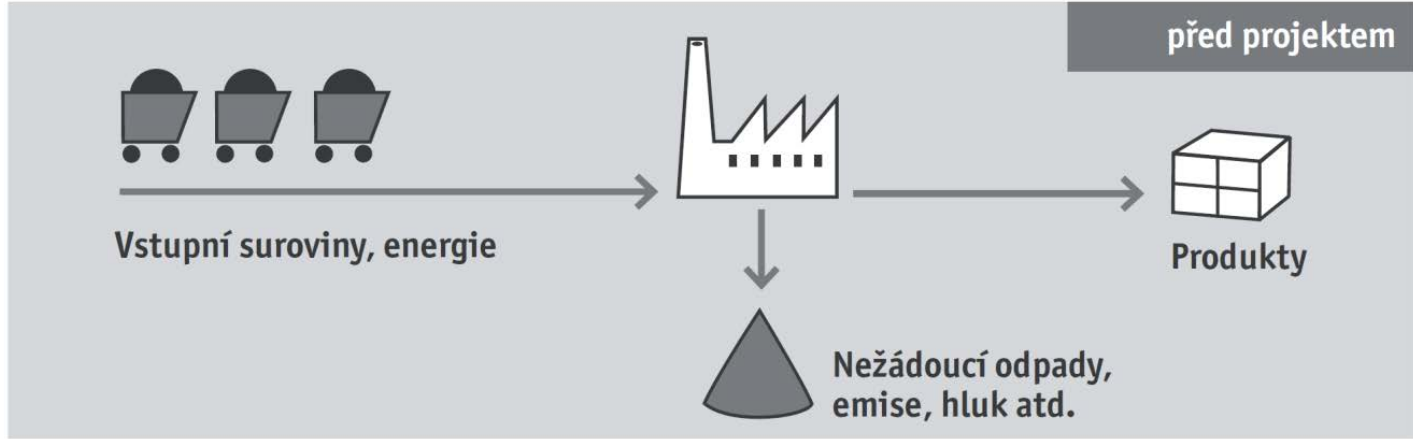 před projektem
Vstupní suroviny, energie
Produkty
Nežádoucí odpady,
emise, hluk atd.